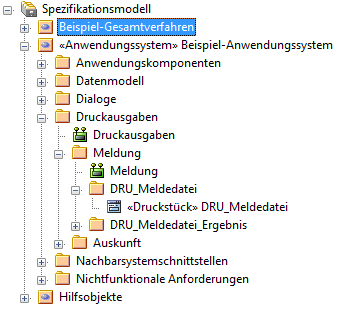 Spezifikationsmodell
Beispiel-Gesamtverfahren
«Anwendungssystem» Beispiel-Anwendungssystem
Anwendungskomponenten
Datenmodell
Dialoge
Druckausgaben
Druckausgaben
Meldung
Meldung
DRU_Meldedatei
«Druckstück» DRU_Meldedatei
DRU_Meldedatei_Ergebnis
Auskunft
Nachbarsystemschnittstellen
Nichtfunktionale Anforderungen
Hilfsobjekte